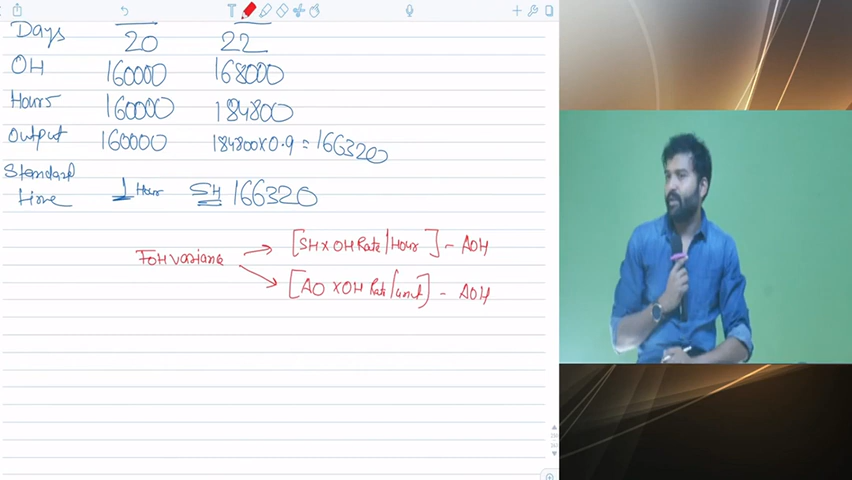 Days 20 22
OH 160000 168000
Hours 160000 184800
Output 160000 184800×0.9 = 166320
Standard
time 1 Hour SH 166320
FOH variance
[SH×OH Rate/Hour] - AOH
[AO×OH Rate/unit] - AOH